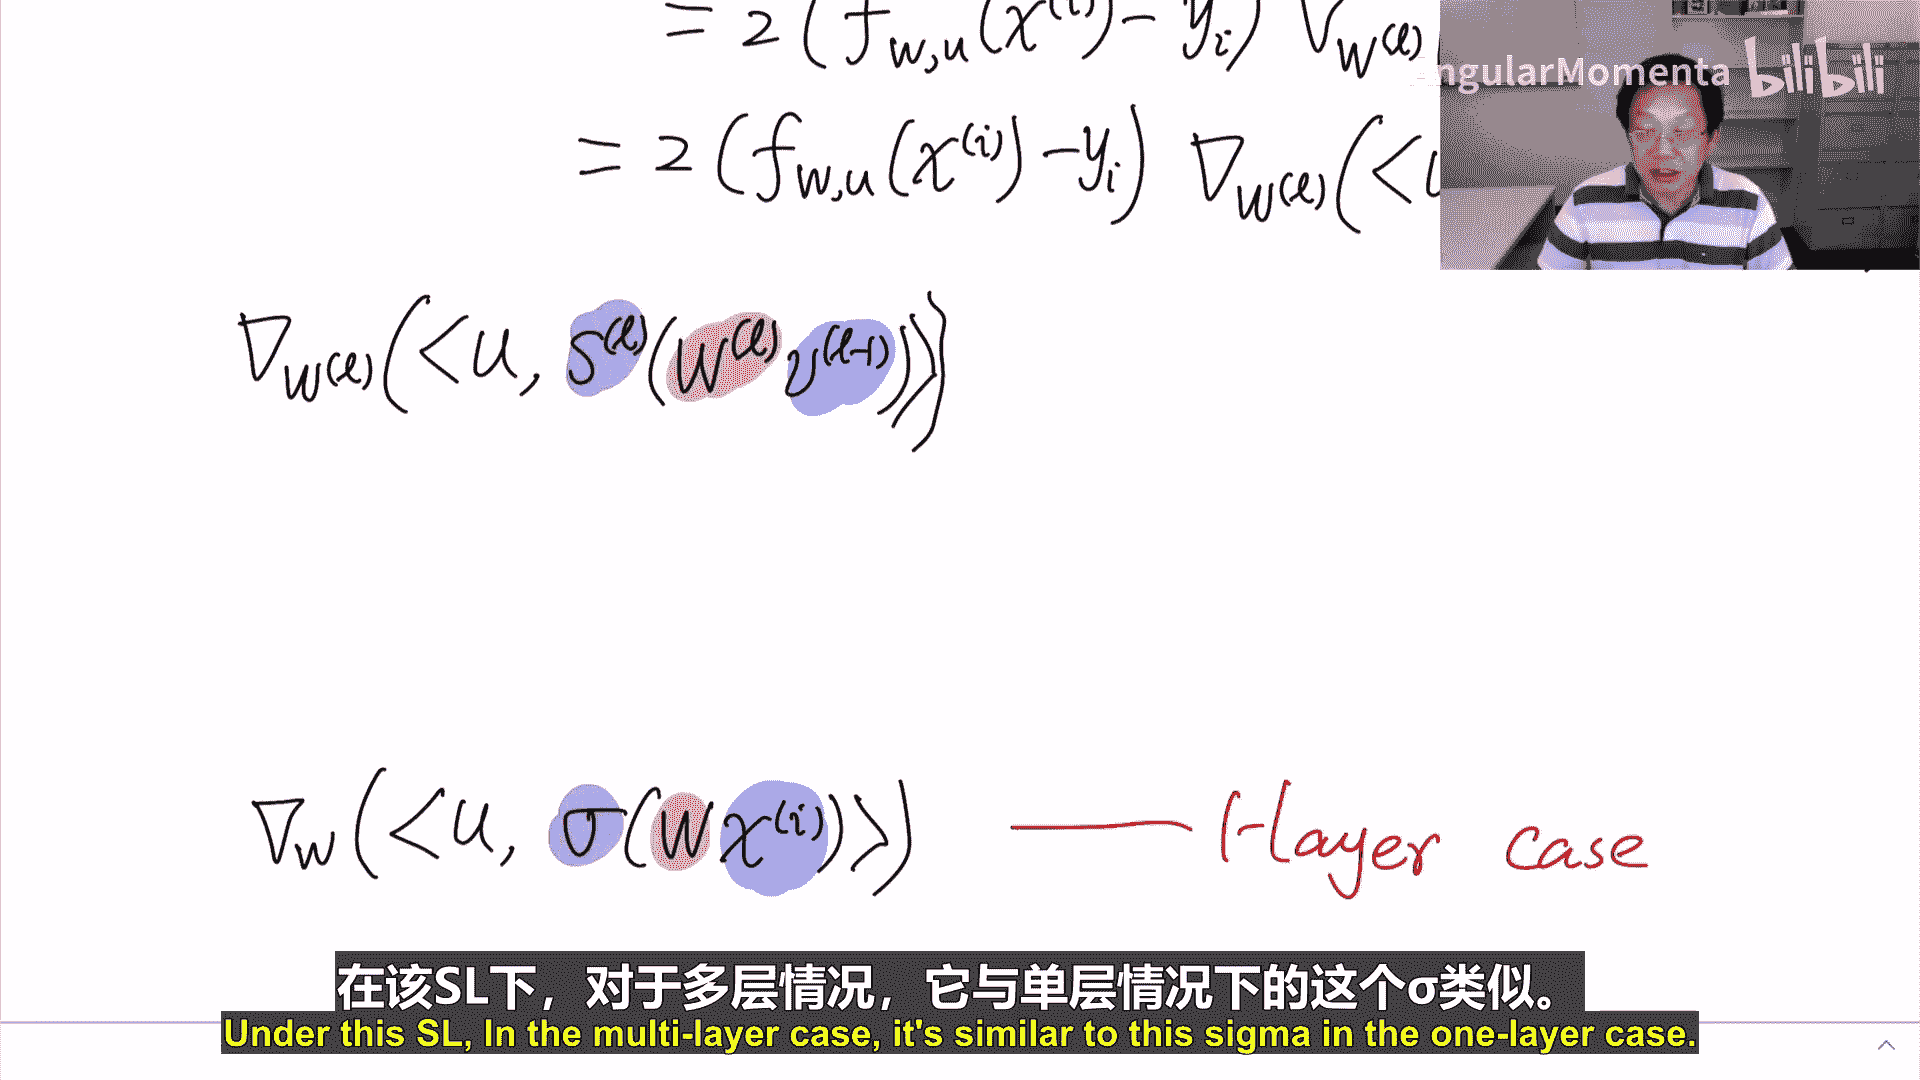 = 2 (f_{W,u}(x^{(i)}) - y_i) ∇_{W^{(l)}}
= 2 (f_{W,u}(x^{(i)}) - y_i) ∇_{W^{(l)}}(<u
ngularMomenta bilibili
∇_{W^{(l)}}(<u, S^{(l)}(W^{(l)} v^{(l-1)})>)
∇_W(<u, σ(W x^{(i)})>) — 1-layer case
在该SL下，对于多层情况，它与单层情况下的这个σ类似。
Under this SL, In the multi-layer case, it's similar to this sigma in the one-layer case.